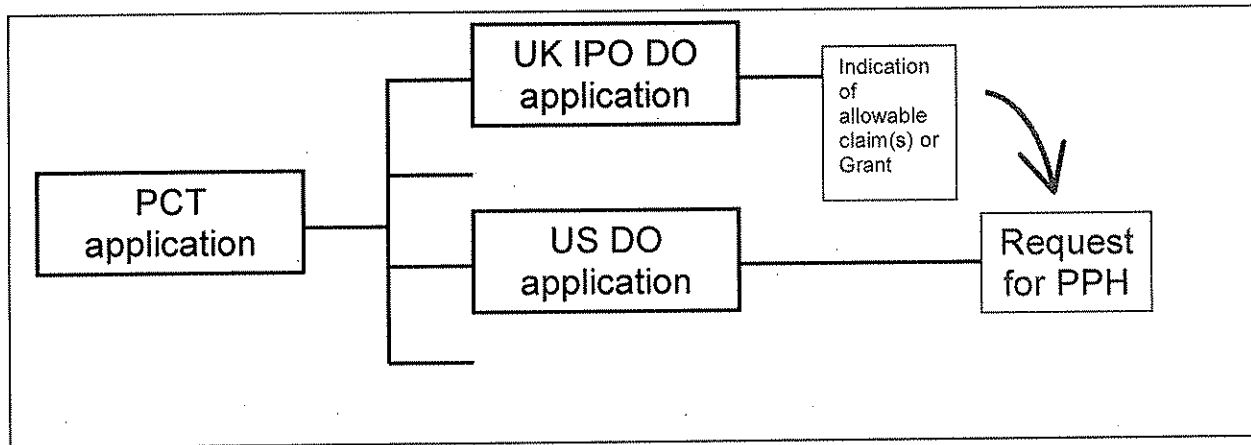 UK IPO DO
application
Indication
of
allowable
claim(s) or
Grant
PCT
application
US DO
application
Request
for PPH